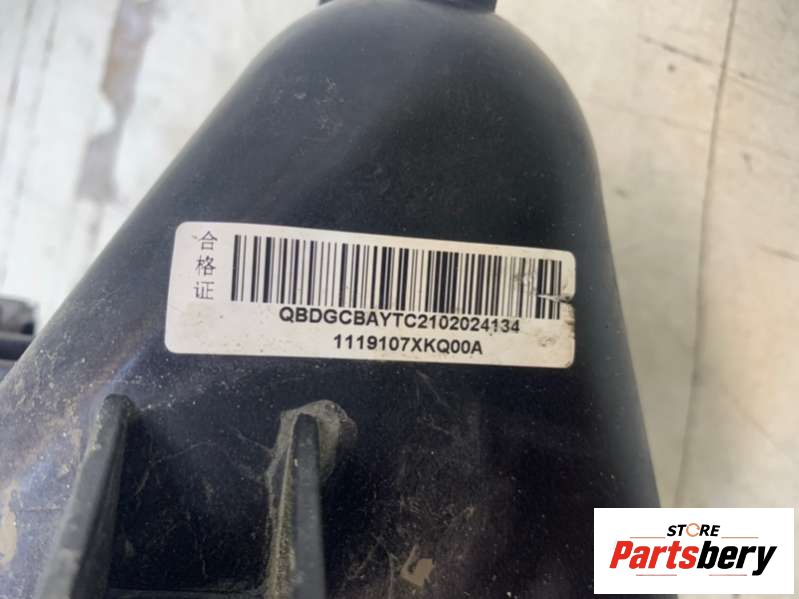 合格证
QBDGCBAYTC2102024134
1119107XKQ00A
STORE
Partsbery